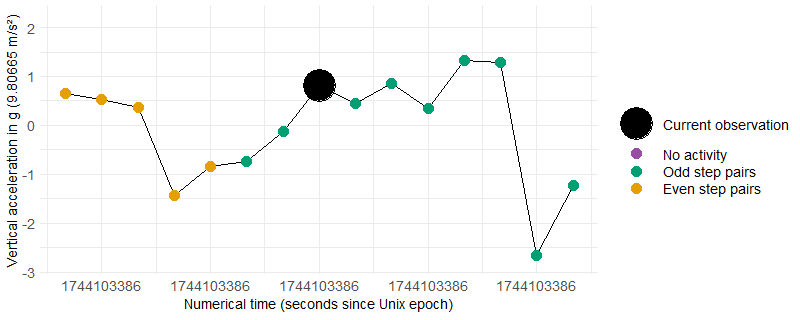 Vertical acceleration in g (9.80665 m/s²)
2
1
0
-1
-2
-3
1744103386 1744103386 1744103386 1744103386 1744103386
Numerical time (seconds since Unix epoch)
Current observation
No activity
Odd step pairs
Even step pairs